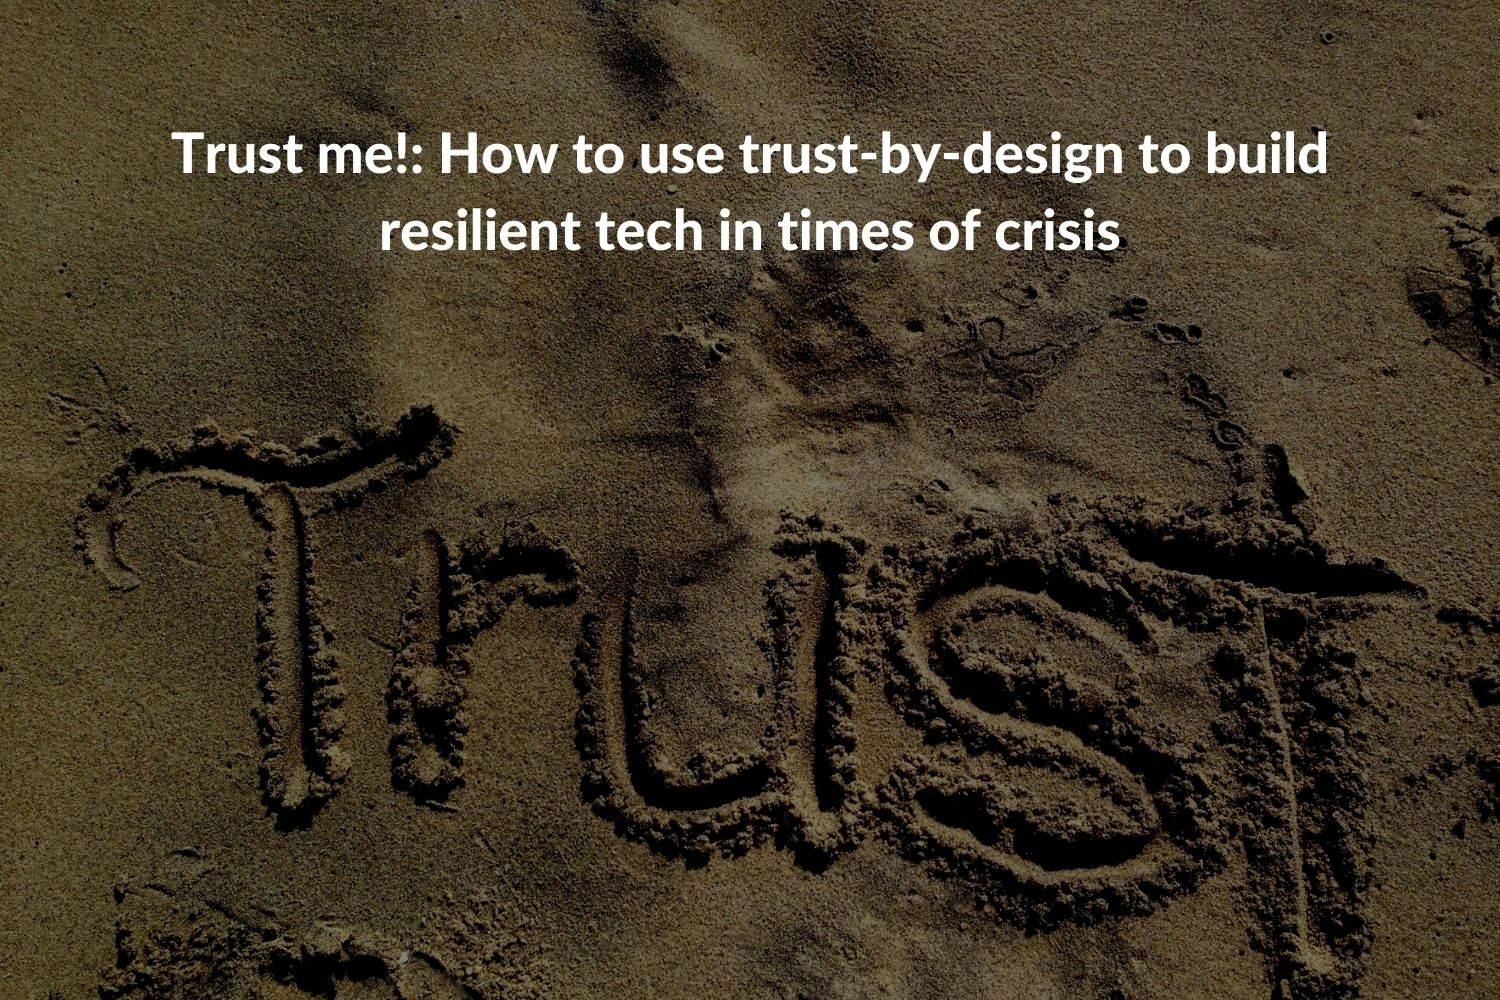 Trust me!: How to use trust-by-design to build
resilient tech in times of crisis
Trust